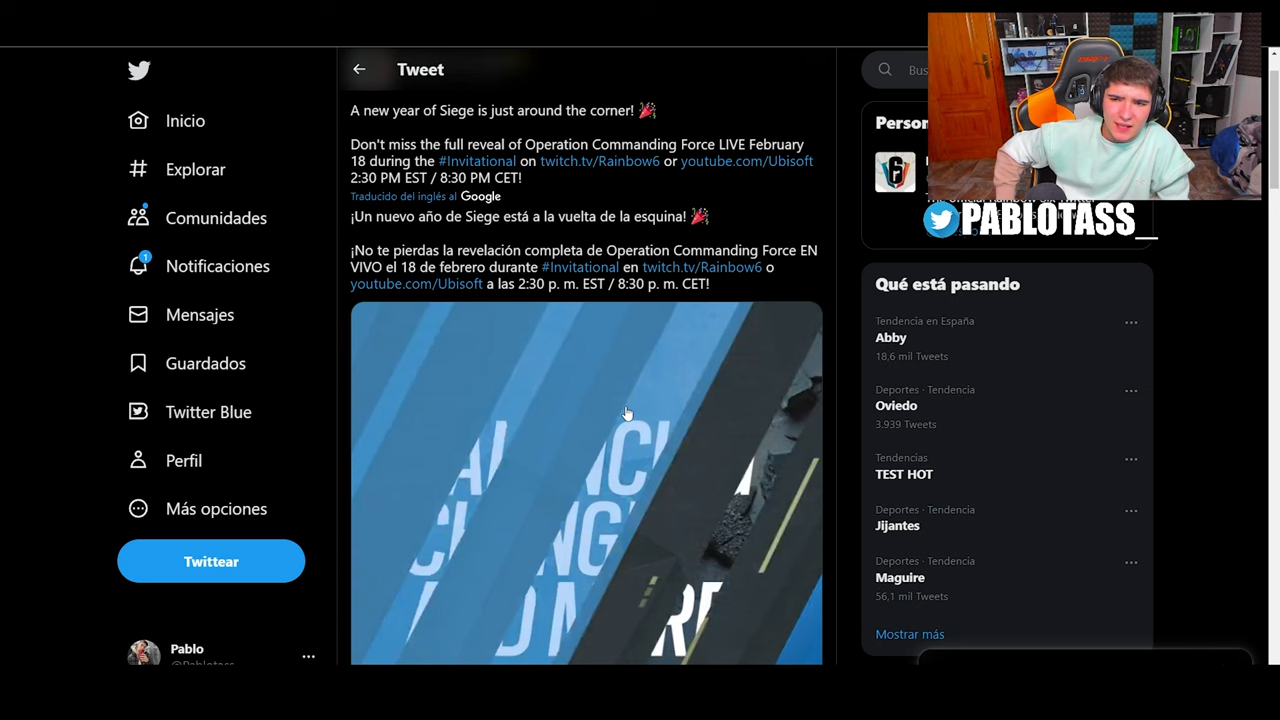 Tweet
A new year of Siege is just around the corner! 🎉
Don't miss the full reveal of Operation Commanding Force LIVE February
18 during the #Invitational on twitch.tv/Rainbow6 or youtube.com/Ubisoft
2:30 PM EST / 8:30 PM CET!
Traducido del inglés al Google
¡Un nuevo año de Siege está a la vuelta de la esquina! 🎉
¡No te pierdas la revelación completa de Operation Commanding Force EN
VIVO el 18 de febrero durante #Invitational en twitch.tv/Rainbow6 o
youtube.com/Ubisoft a las 2:30 p. m. EST / 8:30 p. m. CET!
Inicio
Explorar
Comunidades
1
Notificaciones
Mensajes
Guardados
Twitter Blue
Perfil
Más opciones
Twittear
Pablo
@Pablotass
Bus
Person
PABLOTASS_
Qué está pasando
Tendencia en España
Abby
18,6 mil Tweets
Deportes · Tendencia
Oviedo
3.939 Tweets
Tendencias
TEST HOT
Deportes · Tendencia
Jijantes
Deportes · Tendencia
Maguire
56,1 mil Tweets
Mostrar más